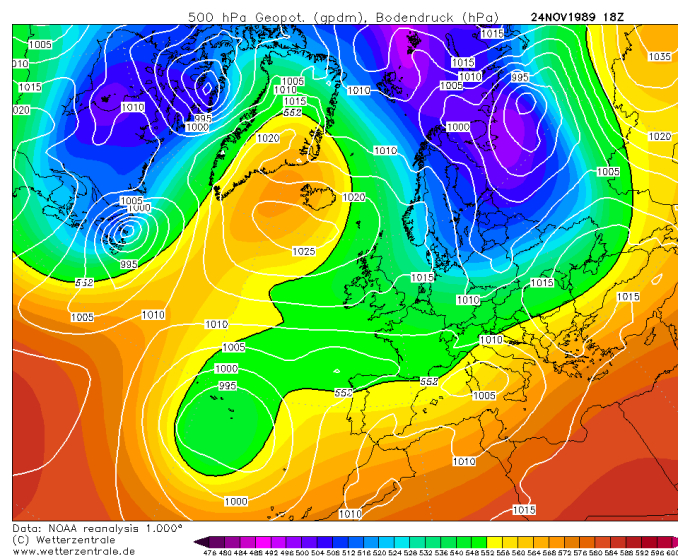 500 hPa Geopot. (gpdm), Bodendruck (hPa) 24NOV1989 18Z
1005 1005 1015 1015 1035
1010 1015 1010 995
1015 1010 1010 1010 1005
1020 995 1015 1000 1020
1000 552
1020 1010
1005
1005 1020
1000
1025
995 1015
552 1015 1015
1010
1005 1010 1010
1005 1010
1000
995 552 552 1005
1010
1000 1010 1015
Data: NOAA reanalysis 1.000°
(C) Wetterzentrale
www.wetterzentrale.de
476 480 484 488 492 496 500 504 508 512 516 520 524 528 532 536 540 544 548 552 556 560 564 568 572 576 580 584 588 592 596 600